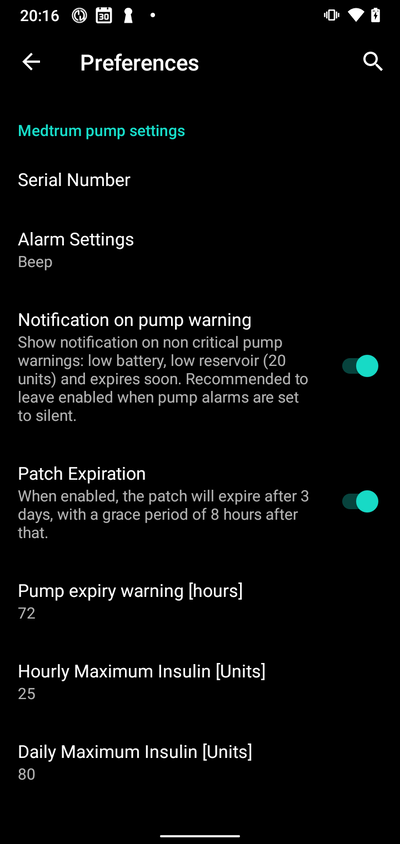 20:16
30
Preferences
Medtrum pump settings
Serial Number
Alarm Settings
Beep
Notification on pump warning
Show notification on non critical pump
warnings: low battery, low reservoir (20
units) and expires soon. Recommended to
leave enabled when pump alarms are set
to silent.
Patch Expiration
When enabled, the patch will expire after 3
days, with a grace period of 8 hours after
that.
Pump expiry warning [hours]
72
Hourly Maximum Insulin [Units]
25
Daily Maximum Insulin [Units]
80